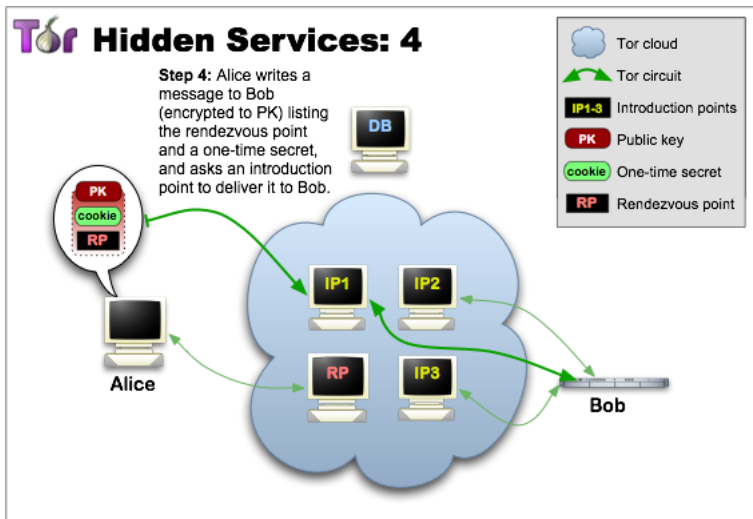 Tor Hidden Services: 4
Step 4: Alice writes a
message to Bob
(encrypted to PK) listing
the rendezvous point
and a one-time secret,
and asks an introduction
point to deliver it to Bob.
DB
Tor cloud
Tor circuit
IP1-3 Introduction points
PK Public key
cookie One-time secret
RP Rendezvous point
PK
cookie
RP
IP1
IP2
RP
IP3
Alice
Bob